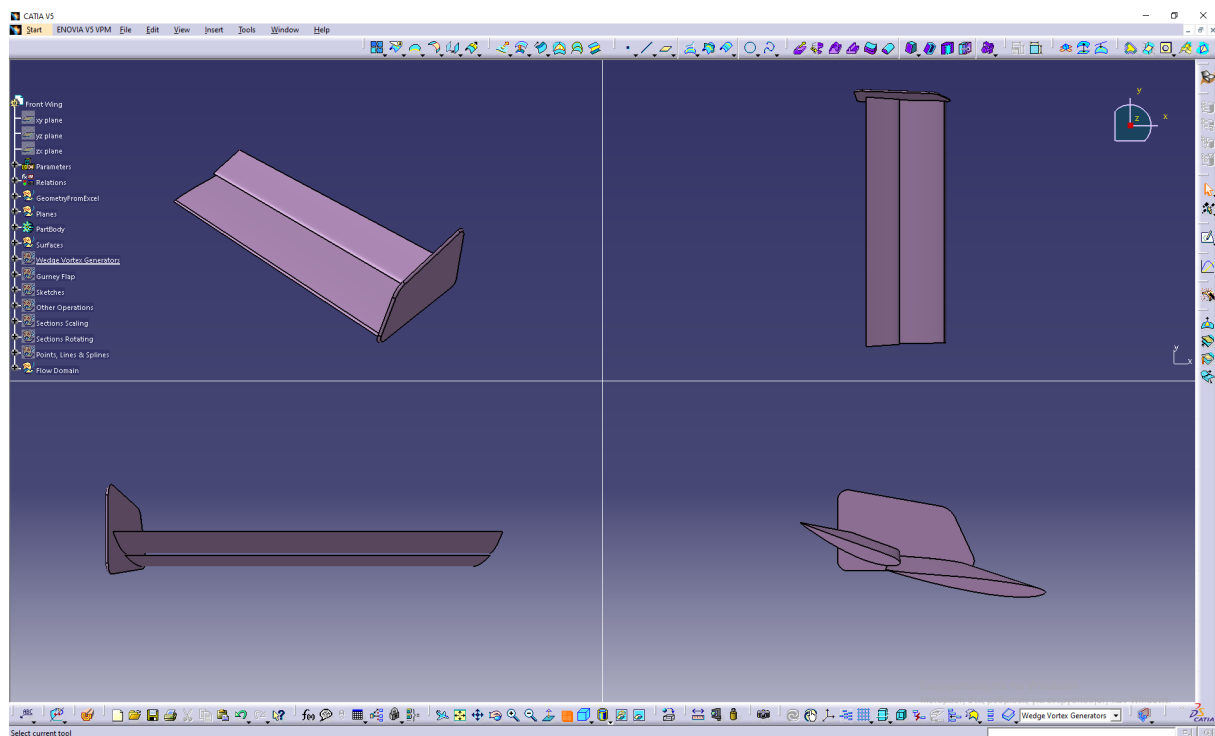 CATIA V5
Start ENOVIA V5 VPM File Edit View Insert Tools Window Help
Front Wing
xy plane
yz plane
zx plane
Parameters
Relations
GeometryFromExcel
Planes
PartBody
Surfaces
Wedge Vortex Generators
Gurney Flap
Sketches
Other Operations
Sections Scaling
Sections Rotating
Points, Lines & Splines
Flow Domain
y
z x
y
x
Wedge Vortex Generators
CATIA
Select current tool